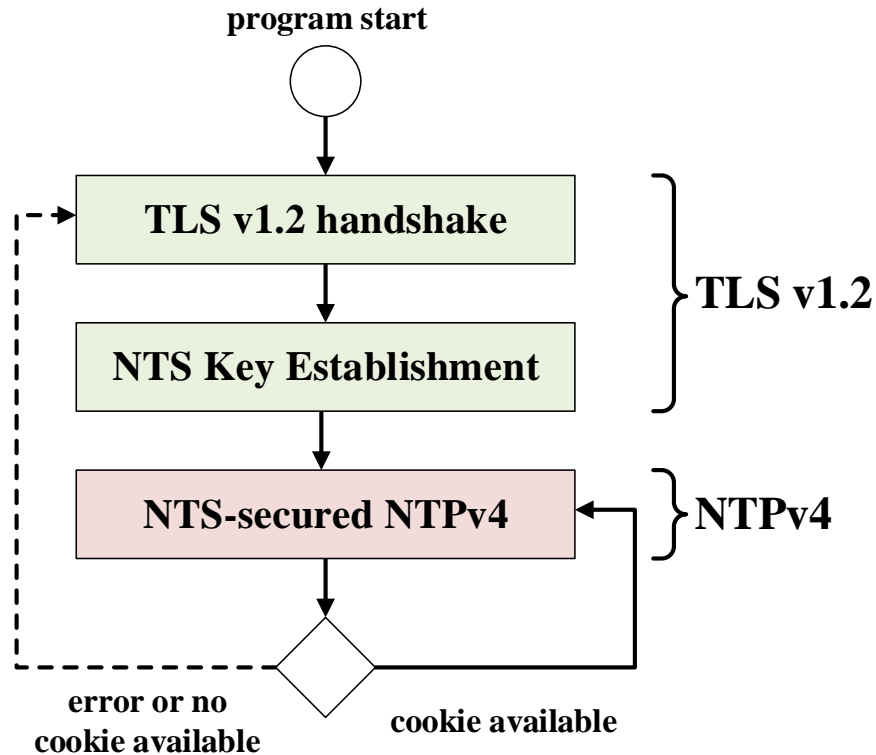 program start
TLS v1.2 handshake
TLS v1.2
NTS Key Establishment
NTS-secured NTPv4
NTPv4
error or no
cookie available
cookie available